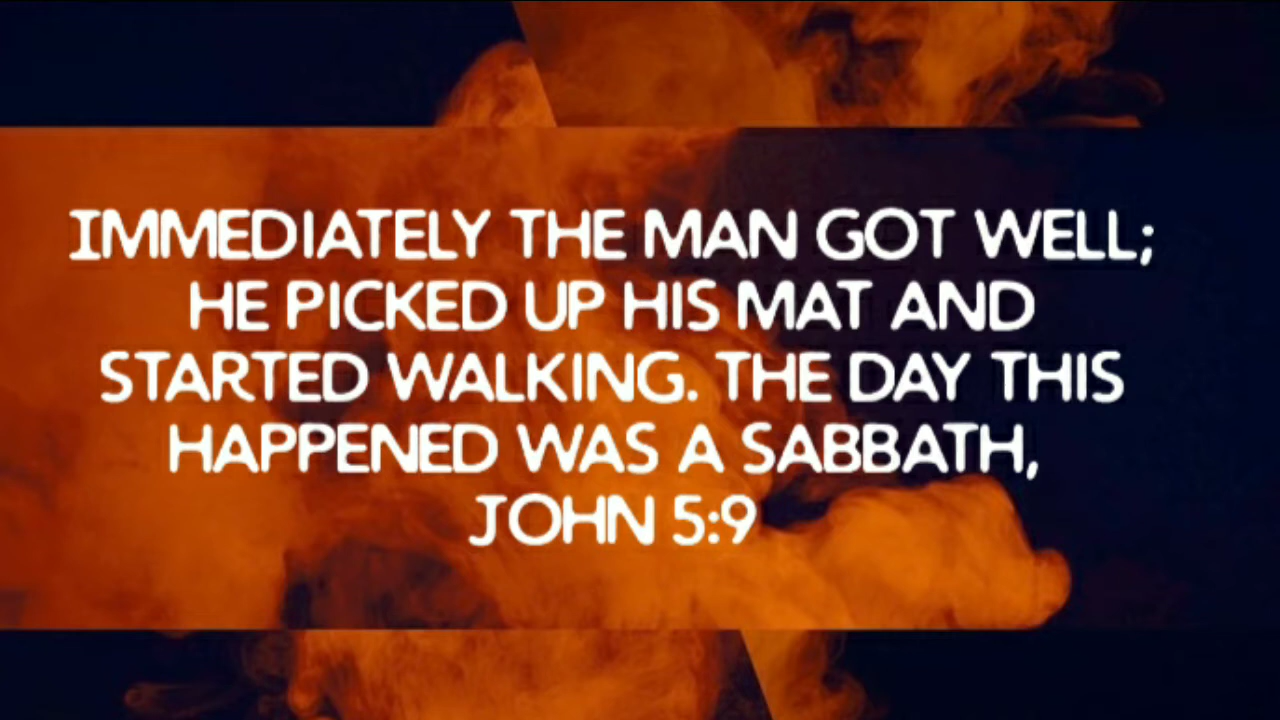 IMMEDIATELY THE MAN GOT WELL;
HE PICKED UP HIS MAT AND
STARTED WALKING. THE DAY THIS
HAPPENED WAS A SABBATH,
JOHN 5:9